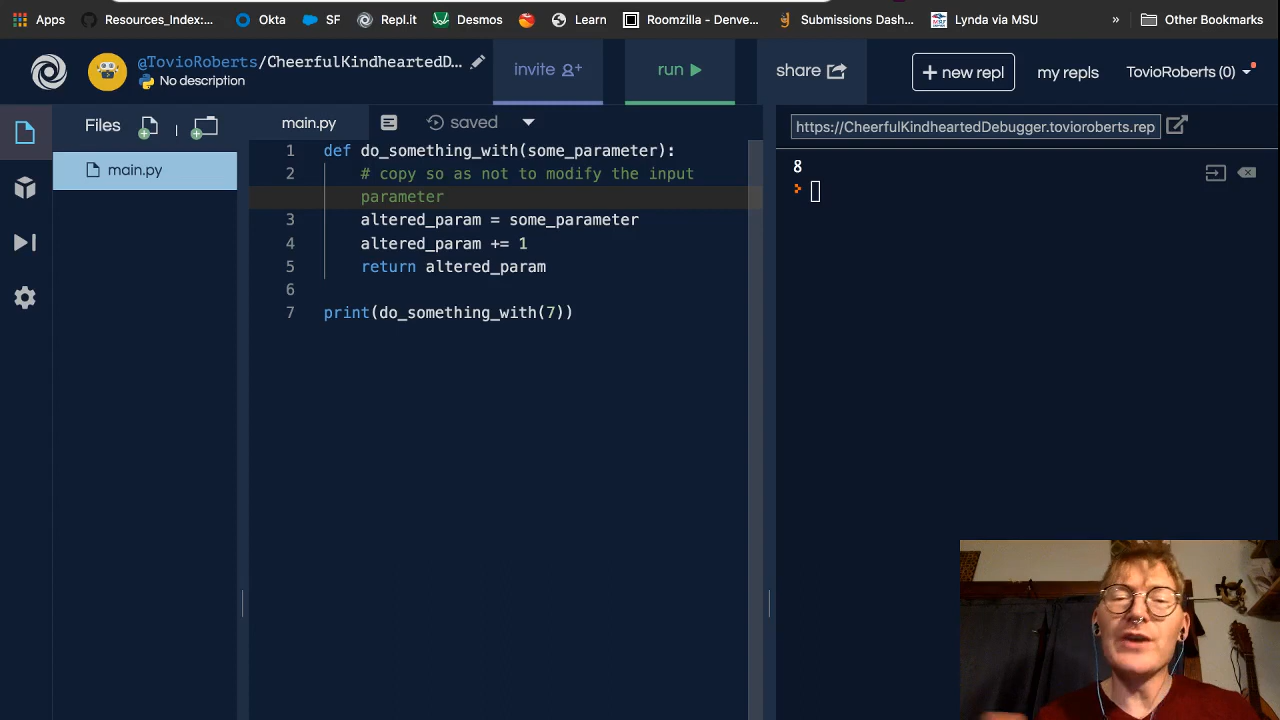 Apps
Resources_Index:...
Okta
SF
Repl.it
Desmos
Learn
Roomzilla - Denve...
Submissions Dash...
Lynda via MSU
»
Other Bookmarks
@TovioRoberts/CheerfulKindheartedD...
No description
invite
run
share
+ new repl
my repls
TovioRoberts (0)
Files
main.py
saved
https://CheerfulKindheartedDebugger.tovioroberts.rep
main.py
1 def do_something_with(some_parameter):
2 # copy so as not to modify the input
parameter
3 altered_param = some_parameter
4 altered_param += 1
5 return altered_param
6
7 print(do_something_with(7))
8